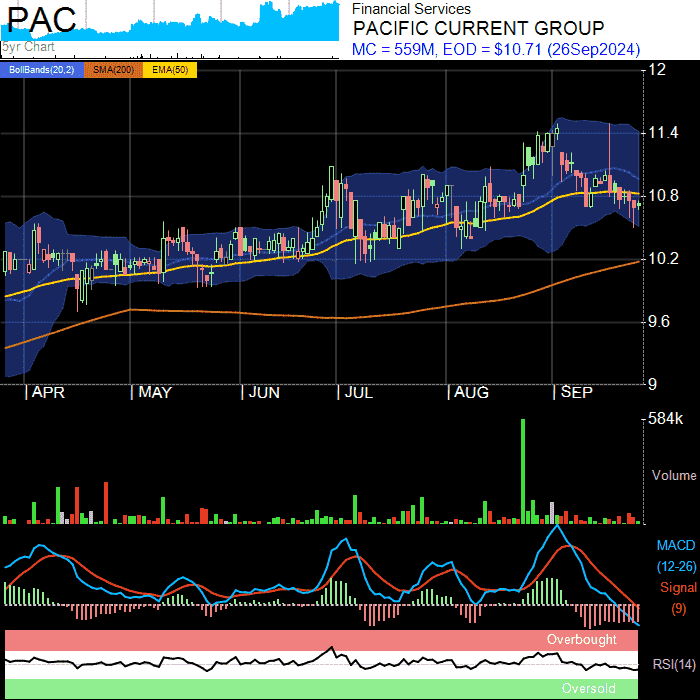 PAC
5yr Chart
Financial Services
PACIFIC CURRENT GROUP
MC = 559M, EOD = $10.71 (26Sep2024)
BollBands(20,2) SMA(200) EMA(50)
12
11.4
10.8
10.2
9.6
9
APR MAY JUN JUL AUG SEP
584k
Volume
MACD
(12-26)
Signal
(9)
Overbought
RSI(14)
Oversold